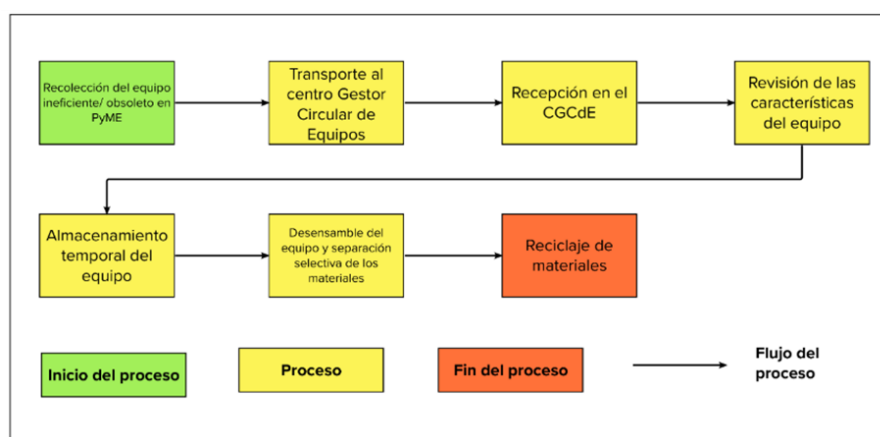 Recolección del equipo
ineficiente/ obsoleto en
PyME
Transporte al
centro Gestor
Circular de
Equipos
Recepción en el
CGCdE
Revisión de las
características
del equipo
Almacenamiento
temporal del
equipo
Desensamble del
equipo y separación
selectiva de los
materiales
Reciclaje de
materiales
Inicio del proceso
Proceso
Fin del proceso
Flujo del
proceso